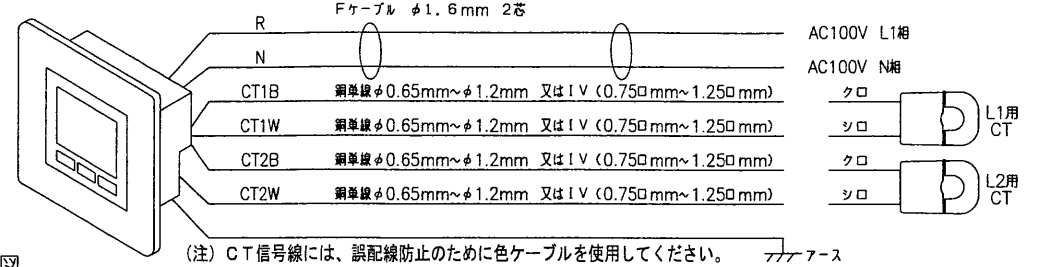 Fケーブル φ1.6mm 2芯
R AC100V L1相
N AC100V N相
CT1B 銅単線φ0.65mm~φ1.2mm 又はIV (0.75□mm~1.25□mm) クロ
CT1W 銅単線φ0.65mm~φ1.2mm 又はIV (0.75□mm~1.25□mm) シロ
L1用
CT
CT2B 銅単線φ0.65mm~φ1.2mm 又はIV (0.75□mm~1.25□mm) クロ
CT2W 銅単線φ0.65mm~φ1.2mm 又はIV (0.75□mm~1.25□mm) シロ
L2用
CT
(注) CT信号線には、誤配線防止のために色ケーブルを使用してください。 アース
図